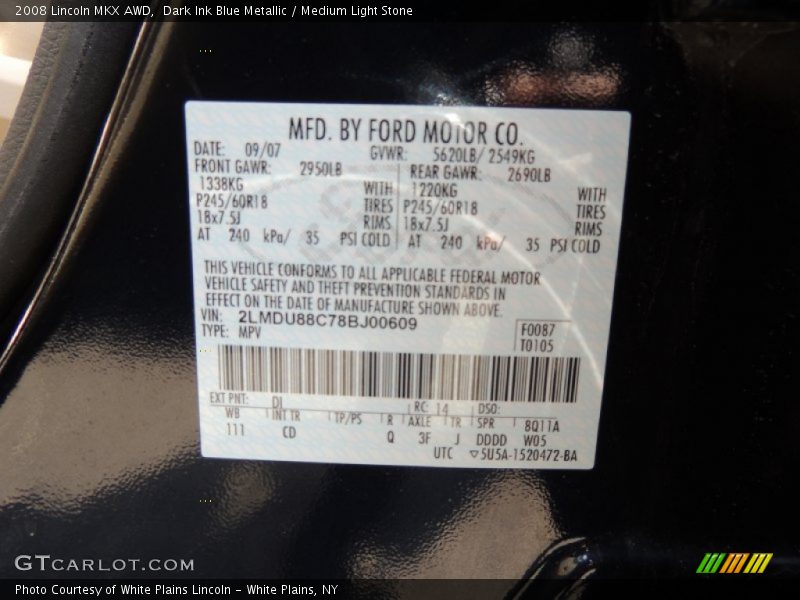 2008 Lincoln MKX AWD,  Dark Ink Blue Metallic / Medium Light Stone
MFD. BY FORD MOTOR CO.
DATE: 09/07 GVWR: 5620LB/ 2549KG
FRONT GAWR: 2950LB REAR GAWR: 2690LB
1338KG WITH 1220KG WITH
P245/60R18 TIRES P245/60R18 TIRES
18x7.5J RIMS 18x7.5J RIMS
AT 240 kPa/ 35 PSI COLD AT 240 kPa/ 35 PSI COLD
THIS VEHICLE CONFORMS TO ALL APPLICABLE FEDERAL MOTOR
VEHICLE SAFETY AND THEFT PREVENTION STANDARDS IN
EFFECT ON THE DATE OF MANUFACTURE SHOWN ABOVE.
VIN: 2LMDU88C78BJ00609
TYPE: MPV
F0087
T0105
EXT PNT: DL RC: 14 DSO:
WB INT TR TP/PS R AXLE TR SPR 8Q11A
111 CD Q 3F J DDDD W05
UTC ▽5U5A-1520472-BA
GTcarlot.com
Photo Courtesy of White Plains Lincoln - White Plains, NY